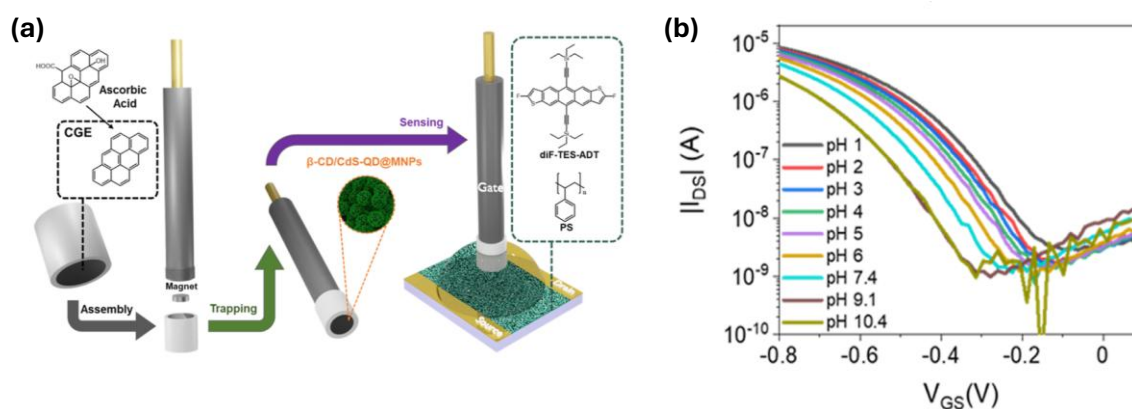 (a)
HOOC
OH
O
Ascorbic
Acid
CGE
Assembly
Magnet
Trapping
Sensing
β-CD/CdS-QD@MNPs
Gate
Source
Drain
Si
F
S
S
F
Si
diF-TES-ADT
n
PS
(b)
|I_DS| (A)
10^-5
10^-6
10^-7
10^-8
10^-9
10^-10
pH 1
pH 2
pH 3
pH 4
pH 5
pH 6
pH 7.4
pH 9.1
pH 10.4
-0.8
-0.6
-0.4
-0.2
0
V_GS(V)